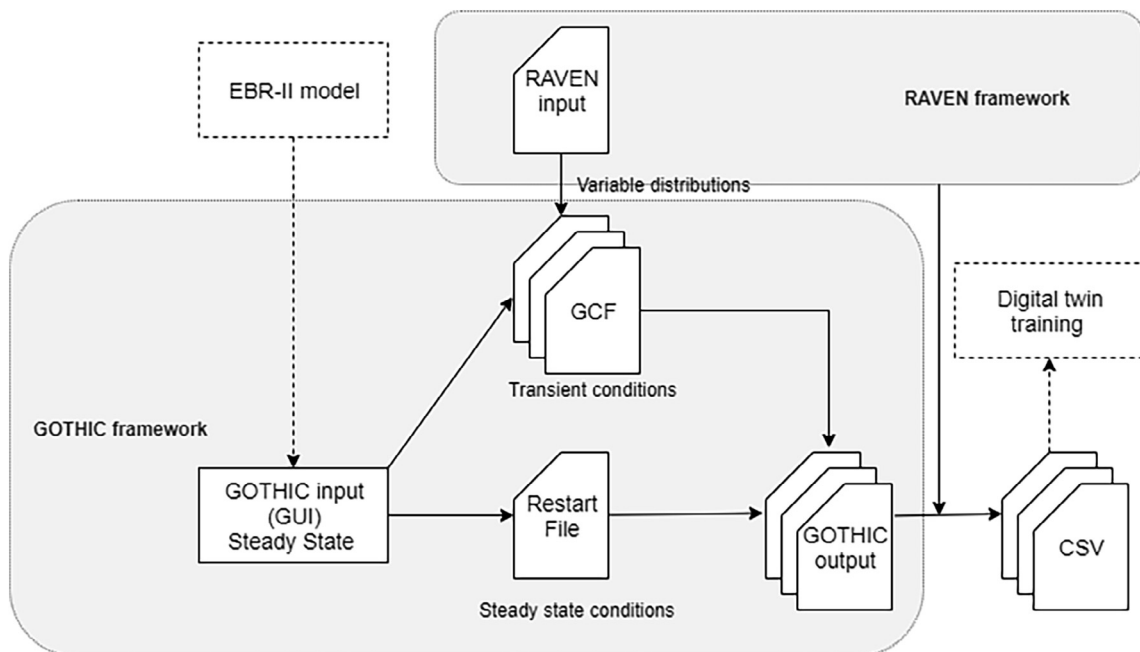 EBR-II model
RAVEN
input
RAVEN framework
Variable distributions
GCF
Transient conditions
Digital twin
training
GOTHIC framework
GOTHIC input
(GUI)
Steady State
Restart
File
Steady state conditions
GOTHIC
output
CSV